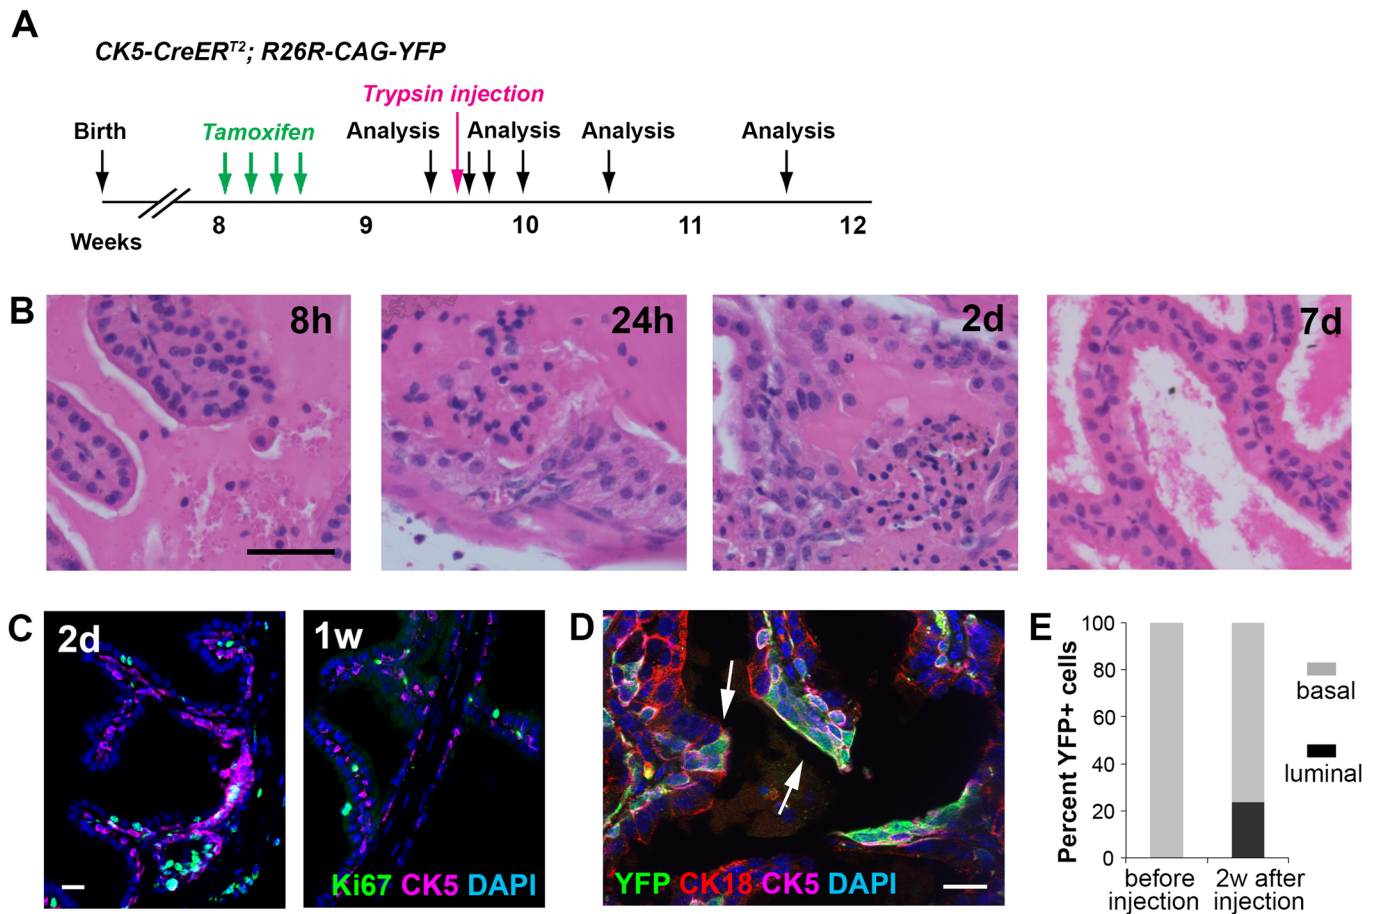 A
CK5-CreERT2; R26R-CAG-YFP
Trypsin injection
Birth Tamoxifen Analysis Analysis Analysis Analysis
8 9 10 11 12
Weeks
B
8h 24h 2d 7d
C
2d 1w
Ki67 CK5 DAPI
D
YFP CK18 CK5 DAPI
E
Percent YFP+ cells
100
80
60
40
20
0
before injection
2w after injection
basal
luminal